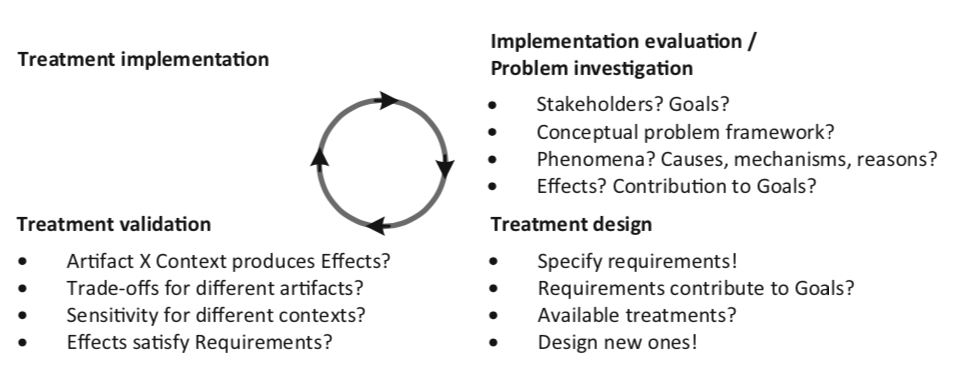 Treatment implementation
Implementation evaluation /
Problem investigation
• Stakeholders? Goals?
• Conceptual problem framework?
• Phenomena? Causes, mechanisms, reasons?
• Effects? Contribution to Goals?
Treatment validation
• Artifact X Context produces Effects?
• Trade-offs for different artifacts?
• Sensitivity for different contexts?
• Effects satisfy Requirements?
Treatment design
• Specify requirements!
• Requirements contribute to Goals?
• Available treatments?
• Design new ones!